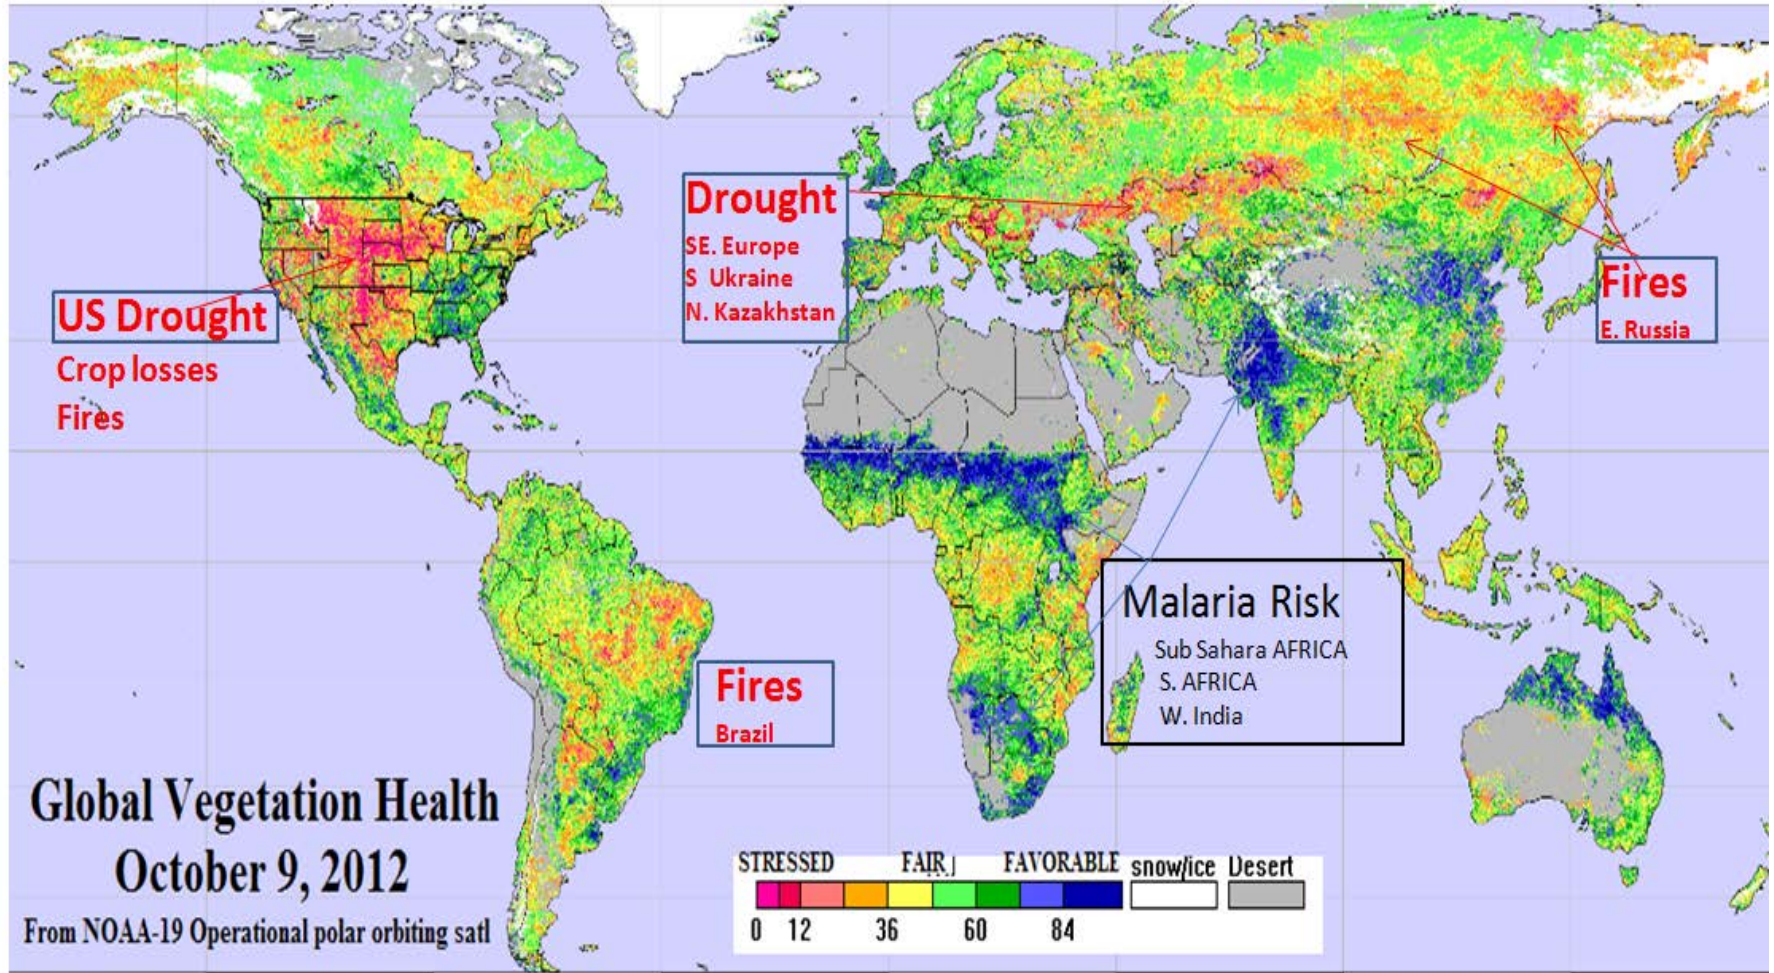 US Drought
Crop losses
Fires
Drought
SE. Europe
S Ukraine
N. Kazakhstan
Fires
E. Russia
Malaria Risk
Sub Sahara AFRICA
S. AFRICA
W. India
Fires
Brazil
Global Vegetation Health
October 9, 2012
From NOAA-19 Operational polar orbiting satl
STRESSED FAIR FAVORABLE snow/ice Desert
0 12 36 60 84